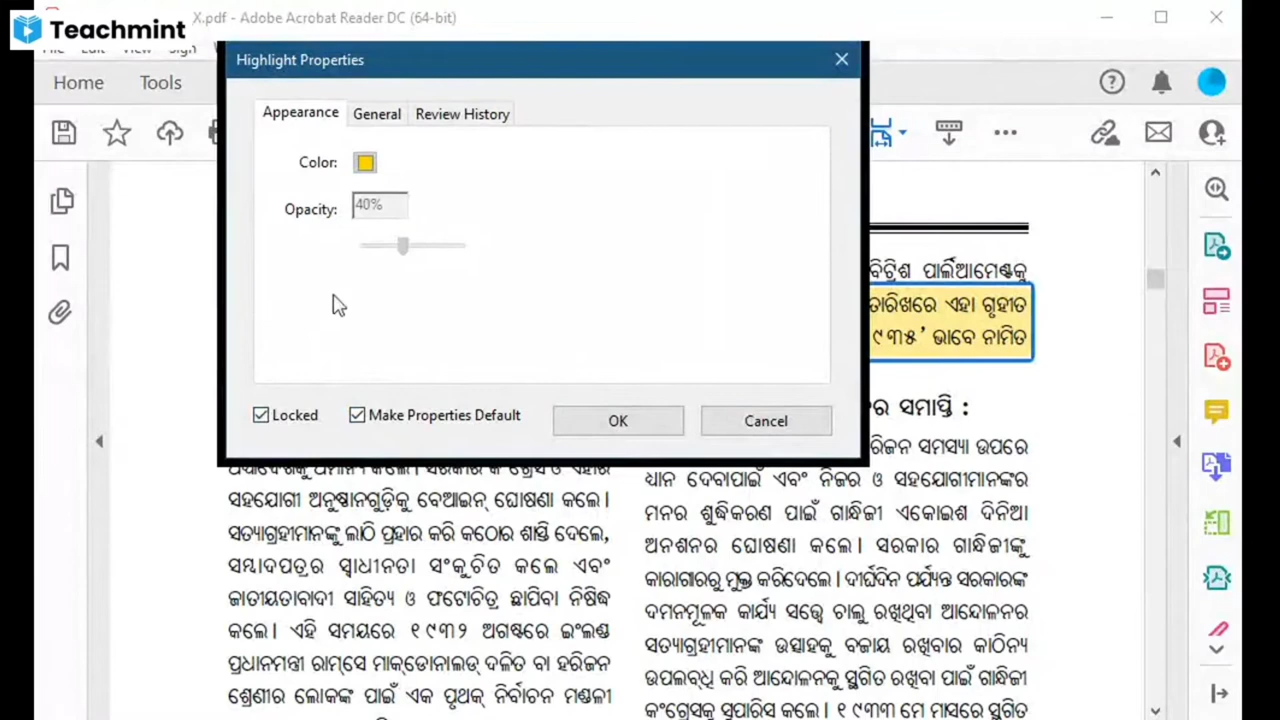 Teachmint
X.pdf - Adobe Acrobat Reader DC (64-bit)
Home Tools
Highlight Properties
Appearance General Review History
Color:
Opacity: 40%
Locked
Make Properties Default
OK Cancel
ସହଯୋଗୀ ଅନୁଷ୍ଠାନଗୁଡ଼ିକୁ ବେଆଇନ୍ ଘୋଷଣା କଲେ।
ସତ୍ୟାଗ୍ରହୀମାନଙ୍କୁ ଲାଠି ପ୍ରହାର କରି କଠୋର ଶାସ୍ତି ଦେଲେ,
ସମ୍ବାଦପତ୍ରର ସ୍ୱାଧୀନତା ସଂକୁଚିତ କଲେ ଏବଂ
ଜାତୀୟତାବାଦୀ ସାହିତ୍ୟ ଓ ଫଟୋଚିତ୍ର ଛାପିବା ନିଷିଦ୍ଧ
କଲେ। ଏହି ସମୟରେ ୧୯୩୨ ଅଗଷ୍ଟରେ ଇଂଲଣ୍ଡ
ପ୍ରଧାନମନ୍ତ୍ରୀ ରାମ୍‌ସେ ମାକ୍‌ଡୋନାଲଡ୍ ଦଳିତ ବା ହରିଜନ
ଶ୍ରେଣୀର ଲୋକଙ୍କ ପାଇଁ ଏକ ପୃଥକ୍ ନିର୍ବାଚନ ମଣ୍ଡଳୀ
ବିଟ୍ରିଶ ପାର୍ଲିଆମେଣ୍ଟକୁ
ତାରିଖରେ ଏହା ଗୃହୀତ
୧୯୩୫’ ଭାବେ ନାମିତ
ର ସମାପ୍ତି :
ରିଜନ ସମସ୍ୟା ଉପରେ
ଧ୍ୟାନ ଦେବାପାଇଁ ଏବଂ ନିଜର ଓ ସହଯୋଗୀମାନଙ୍କର
ମନର ଶୁଦ୍ଧିକରଣ ପାଇଁ ଗାନ୍ଧିଜୀ ଏକୋଇଶ ଦିନିଆ
ଅନଶନର ଘୋଷଣା କଲେ। ସରକାର ଗାନ୍ଧିଜୀଙ୍କୁ
କାରାଗାରରୁ ମୁକ୍ତ କରିଦେଲେ। ଦୀର୍ଘଦିନ ପର୍ଯ୍ୟନ୍ତ ସରକାରଙ୍କ
ଦମନମୂଳକ କାର୍ଯ୍ୟ ସତ୍ତ୍ୱେ ଚାଲୁ ରଖିଥିବା ଆନ୍ଦୋଳନର
ସତ୍ୟାଗ୍ରହୀମାନଙ୍କ ଉତ୍ସାହକୁ ବଜାୟ ରଖିବାର କାଠିନ୍ୟ
ଉପଲବ୍ଧି କରି ଆନ୍ଦୋଳନକୁ ସ୍ଥଗିତ ରଖିବା ପାଇଁ ଗାନ୍ଧିଜୀ
କଂଗ୍ରେସକୁ ସୁପାରିସ କଲେ। ୧୯୩୩ ମେ ମାସରେ ସ୍ଥଗିତ